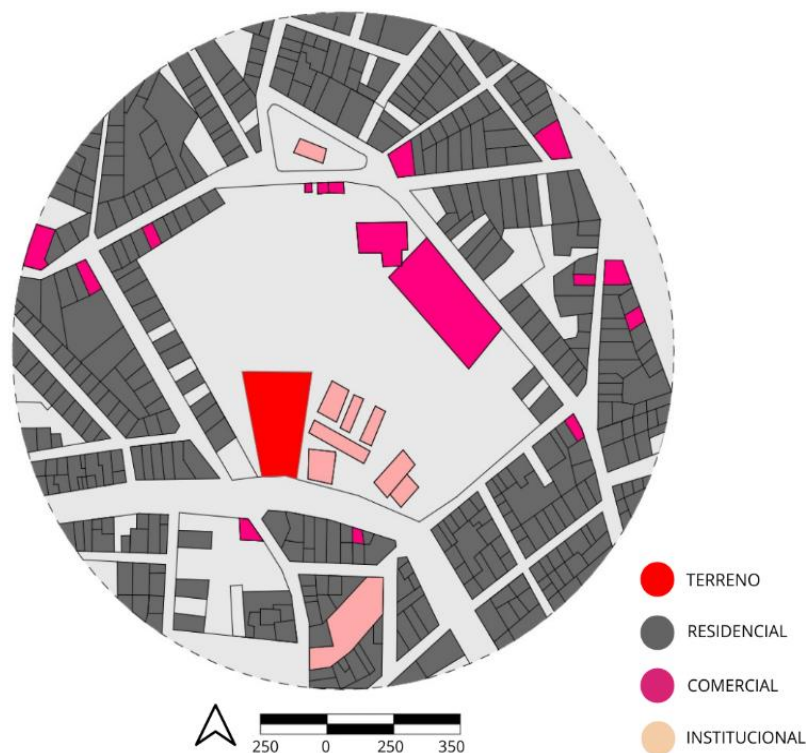 TERRENO
RESIDENCIAL
COMERCIAL
INSTITUCIONAL
250 0 250 350